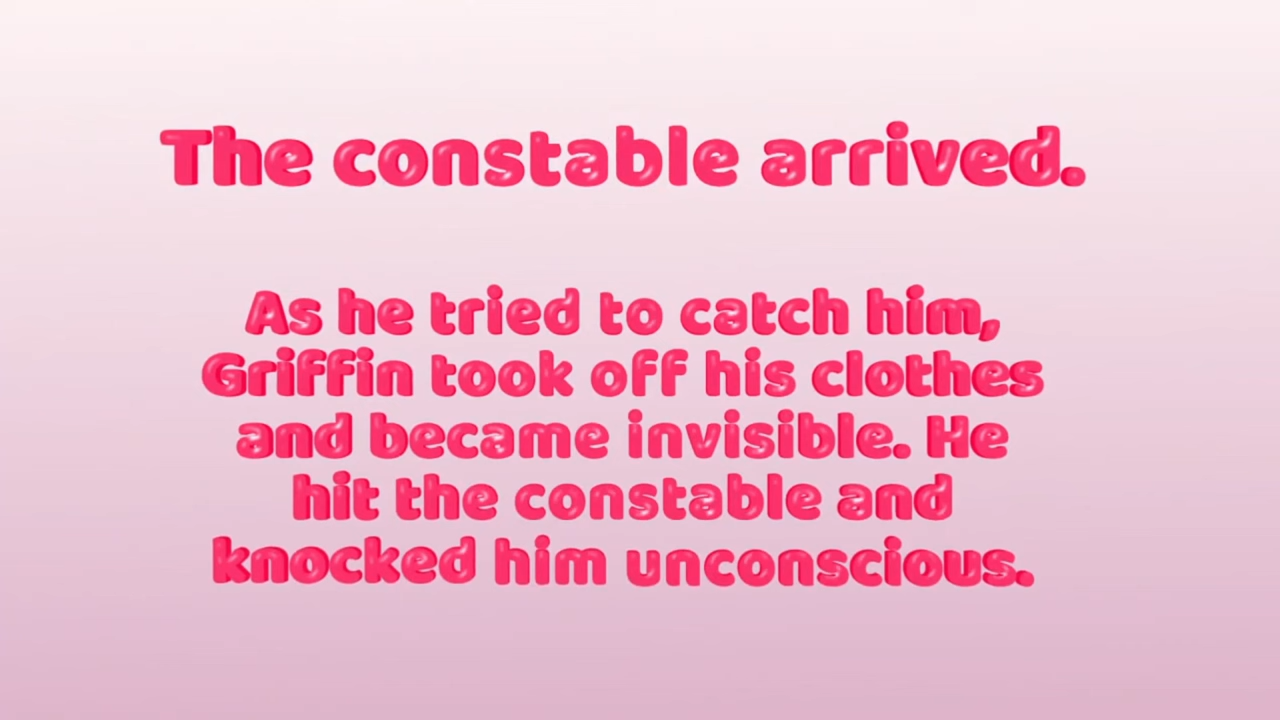 The constable arrived.
As he tried to catch him,
Griffin took off his clothes
and became invisible. He
hit the constable and
knocked him unconscious.